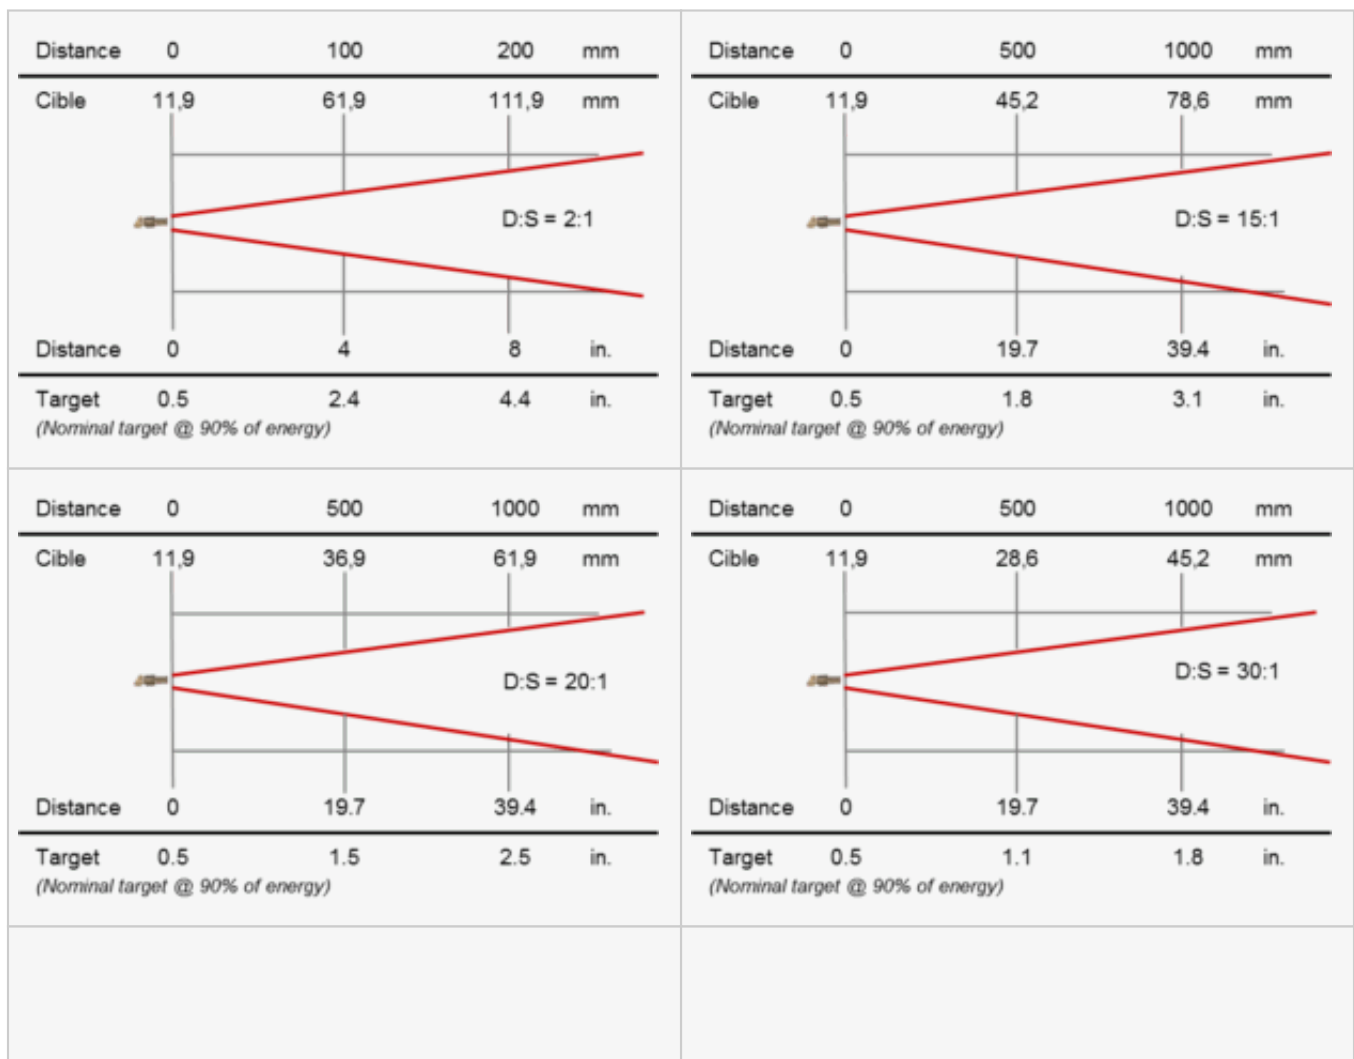 Distance 0 100 200 mm
Cible 11,9 61,9 111,9 mm
D:S = 2:1
Distance 0 4 8 in.
Target 0.5 2.4 4.4 in.
(Nominal target @ 90% of energy)
Distance 0 500 1000 mm
Cible 11,9 45,2 78,6 mm
D:S = 15:1
Distance 0 19.7 39.4 in.
Target 0.5 1.8 3.1 in.
(Nominal target @ 90% of energy)
Distance 0 500 1000 mm
Cible 11,9 36,9 61,9 mm
D:S = 20:1
Distance 0 19.7 39.4 in.
Target 0.5 1.5 2.5 in.
(Nominal target @ 90% of energy)
Distance 0 500 1000 mm
Cible 11,9 28,6 45,2 mm
D:S = 30:1
Distance 0 19.7 39.4 in.
Target 0.5 1.1 1.8 in.
(Nominal target @ 90% of energy)